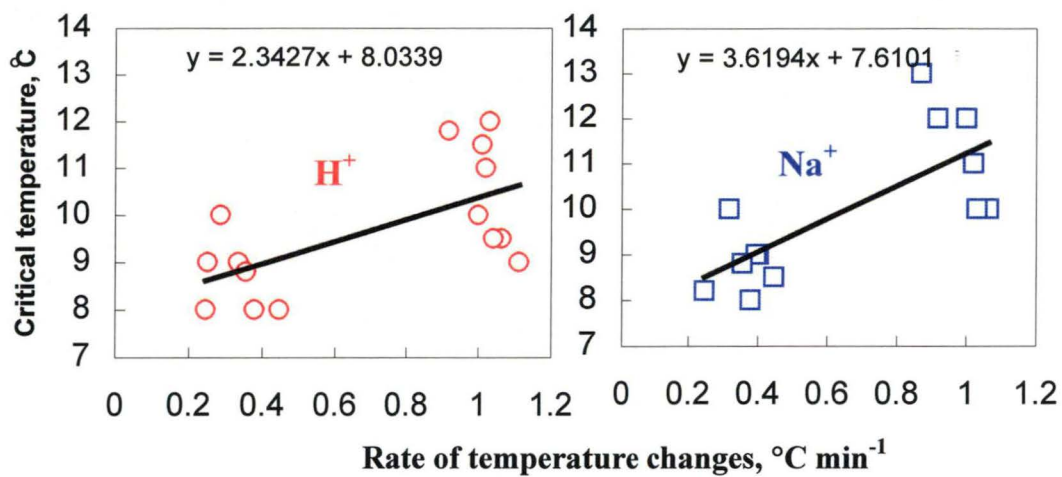 y = 2.3427x + 8.0339
H⁺
Critical temperature, °C
14
13
12
11
10
9
8
7
0 0.2 0.4 0.6 0.8 1 1.2
y = 3.6194x + 7.6101
Na⁺
14
13
12
11
10
9
8
7
0 0.2 0.4 0.6 0.8 1 1.2
Rate of temperature changes, °C min⁻¹